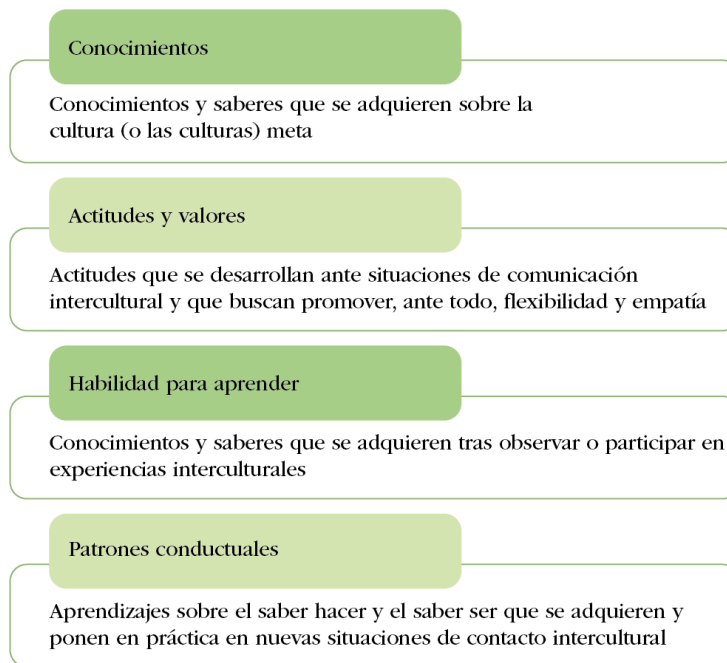 Conocimientos
Conocimientos y saberes que se adquieren sobre la
cultura (o las culturas) meta
Actitudes y valores
Actitudes que se desarrollan ante situaciones de comunicación
intercultural y que buscan promover, ante todo, flexibilidad y empatía
Habilidad para aprender
Conocimientos y saberes que se adquieren tras observar o participar en
experiencias interculturales
Patrones conductuales
Aprendizajes sobre el saber hacer y el saber ser que se adquieren y
ponen en práctica en nuevas situaciones de contacto intercultural